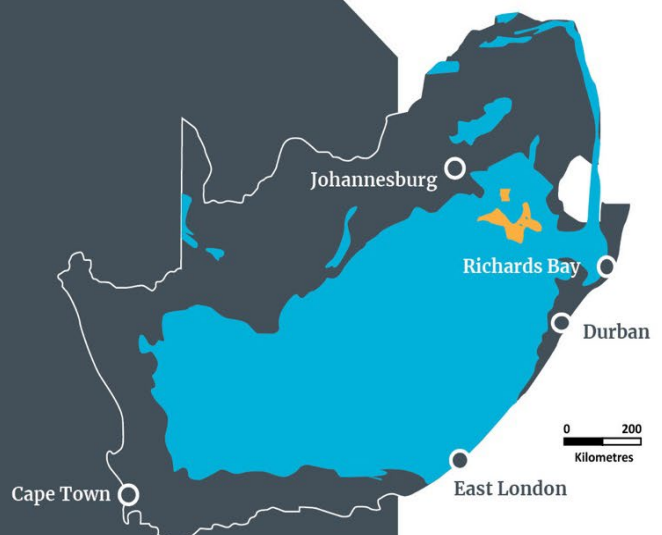 Johannesburg
Richards Bay
Durban
0 200
Kilometres
East London
Cape Town